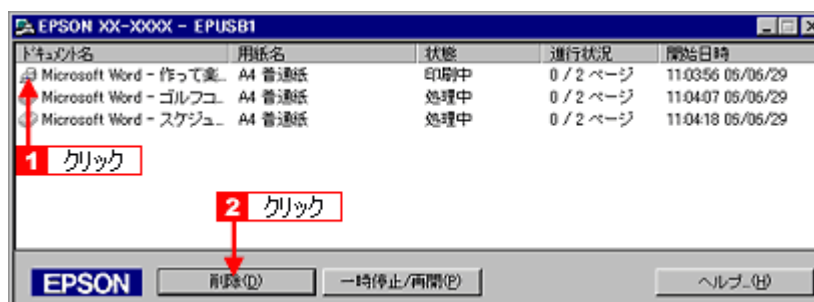 EPSON XX-XXXX - EPUSB1
ドキュメント名 用紙名 状態 進行状況 開始日時
Microsoft Word - 作って楽... A4 普通紙 印刷中 0 / 2 ページ 11:03:56 05/06/29
Microsoft Word - ゴルフコ... A4 普通紙 処理中 0 / 2 ページ 11:04:07 05/06/29
Microsoft Word - スケジュ... A4 普通紙 処理中 0 / 2 ページ 11:04:18 05/06/29
1 クリック
2 クリック
EPSON 削除(D) 一時停止/再開(P) ヘルプ...(H)